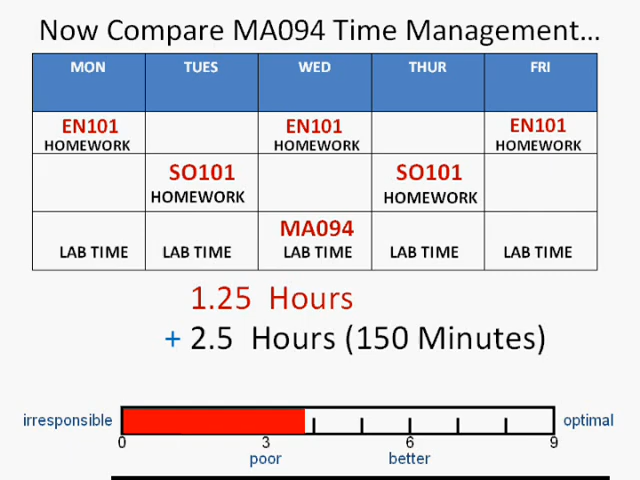 Now Compare MA094 Time Management...
MON TUES WED THUR FRI
EN101 EN101 EN101
HOMEWORK HOMEWORK HOMEWORK
SO101 SO101
HOMEWORK HOMEWORK
MA094
LAB TIME LAB TIME LAB TIME LAB TIME LAB TIME
1.25 Hours
+ 2.5 Hours (150 Minutes)
irresponsible optimal
0 3 6 9
poor better